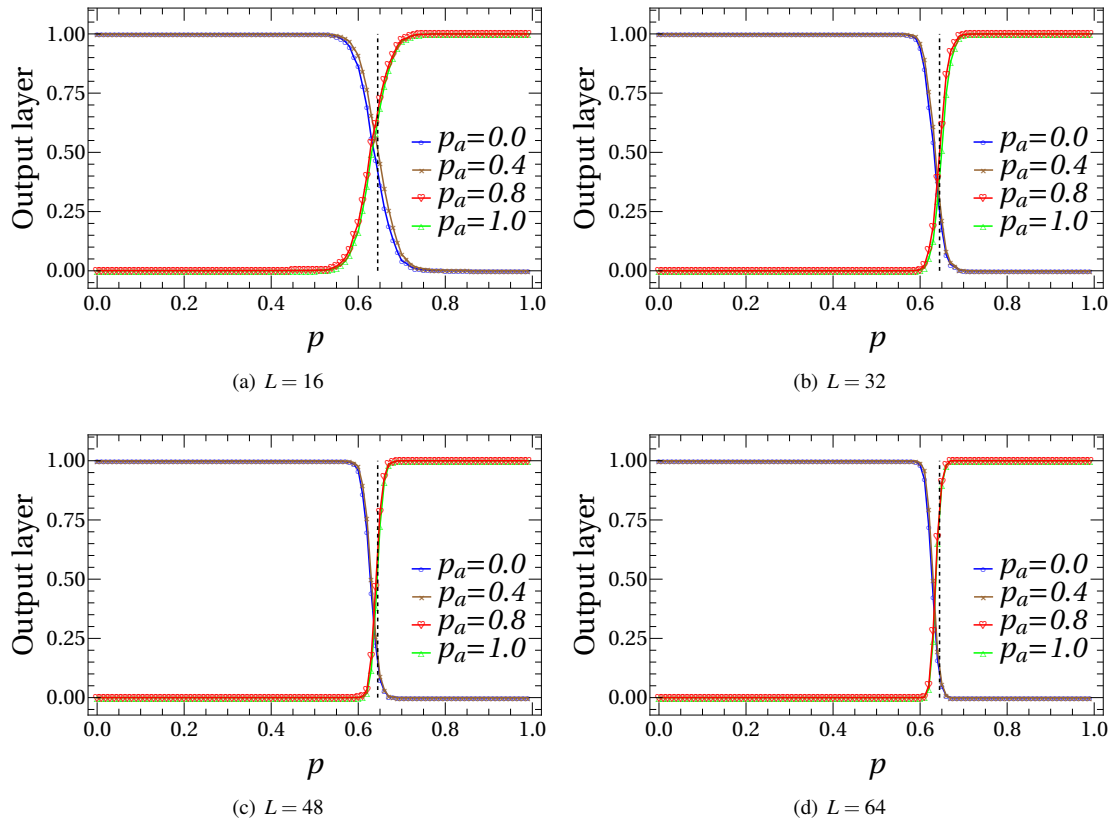 Output layer
1.00
0.75
0.50
0.25
0.00
p_a=0.0
p_a=0.4
p_a=0.8
p_a=1.0
0.0 0.2 0.4 0.6 0.8 1.0
p
(a) L = 16
Output layer
1.00
0.75
0.50
0.25
0.00
p_a=0.0
p_a=0.4
p_a=0.8
p_a=1.0
0.0 0.2 0.4 0.6 0.8 1.0
p
(b) L = 32
Output layer
1.00
0.75
0.50
0.25
0.00
p_a=0.0
p_a=0.4
p_a=0.8
p_a=1.0
0.0 0.2 0.4 0.6 0.8 1.0
p
(c) L = 48
Output layer
1.00
0.75
0.50
0.25
0.00
p_a=0.0
p_a=0.4
p_a=0.8
p_a=1.0
0.0 0.2 0.4 0.6 0.8 1.0
p
(d) L = 64